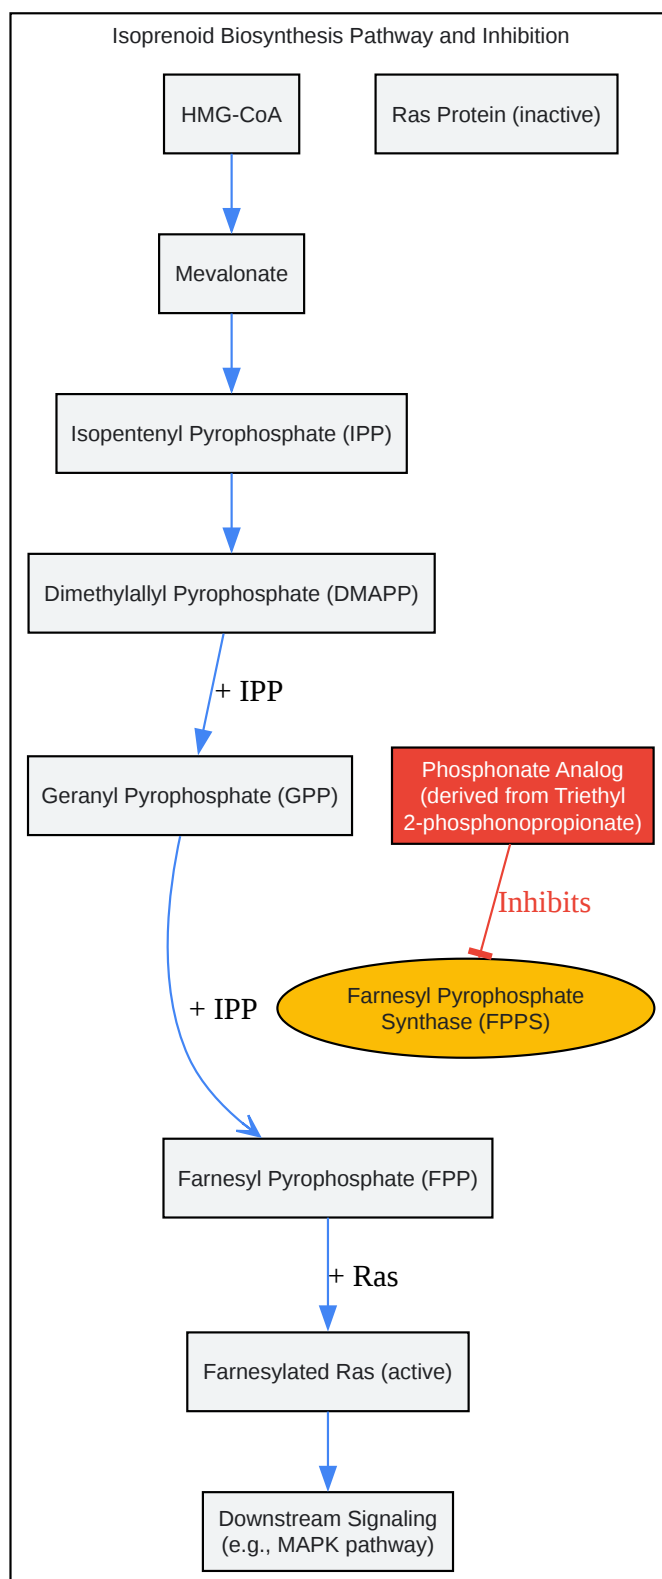 Isoprenoid Biosynthesis Pathway and Inhibition
HMG-CoA
Ras Protein (inactive)
Mevalonate
Isopentenyl Pyrophosphate (IPP)
Dimethylallyl Pyrophosphate (DMAPP)
+ IPP
Geranyl Pyrophosphate (GPP)
Phosphonate Analog
(derived from Triethyl
2-phosphonopropionate)
Inhibits
+ IPP
Farnesyl Pyrophosphate
Synthase (FPPS)
Farnesyl Pyrophosphate (FPP)
+ Ras
Farnesylated Ras (active)
Downstream Signaling
(e.g., MAPK pathway)